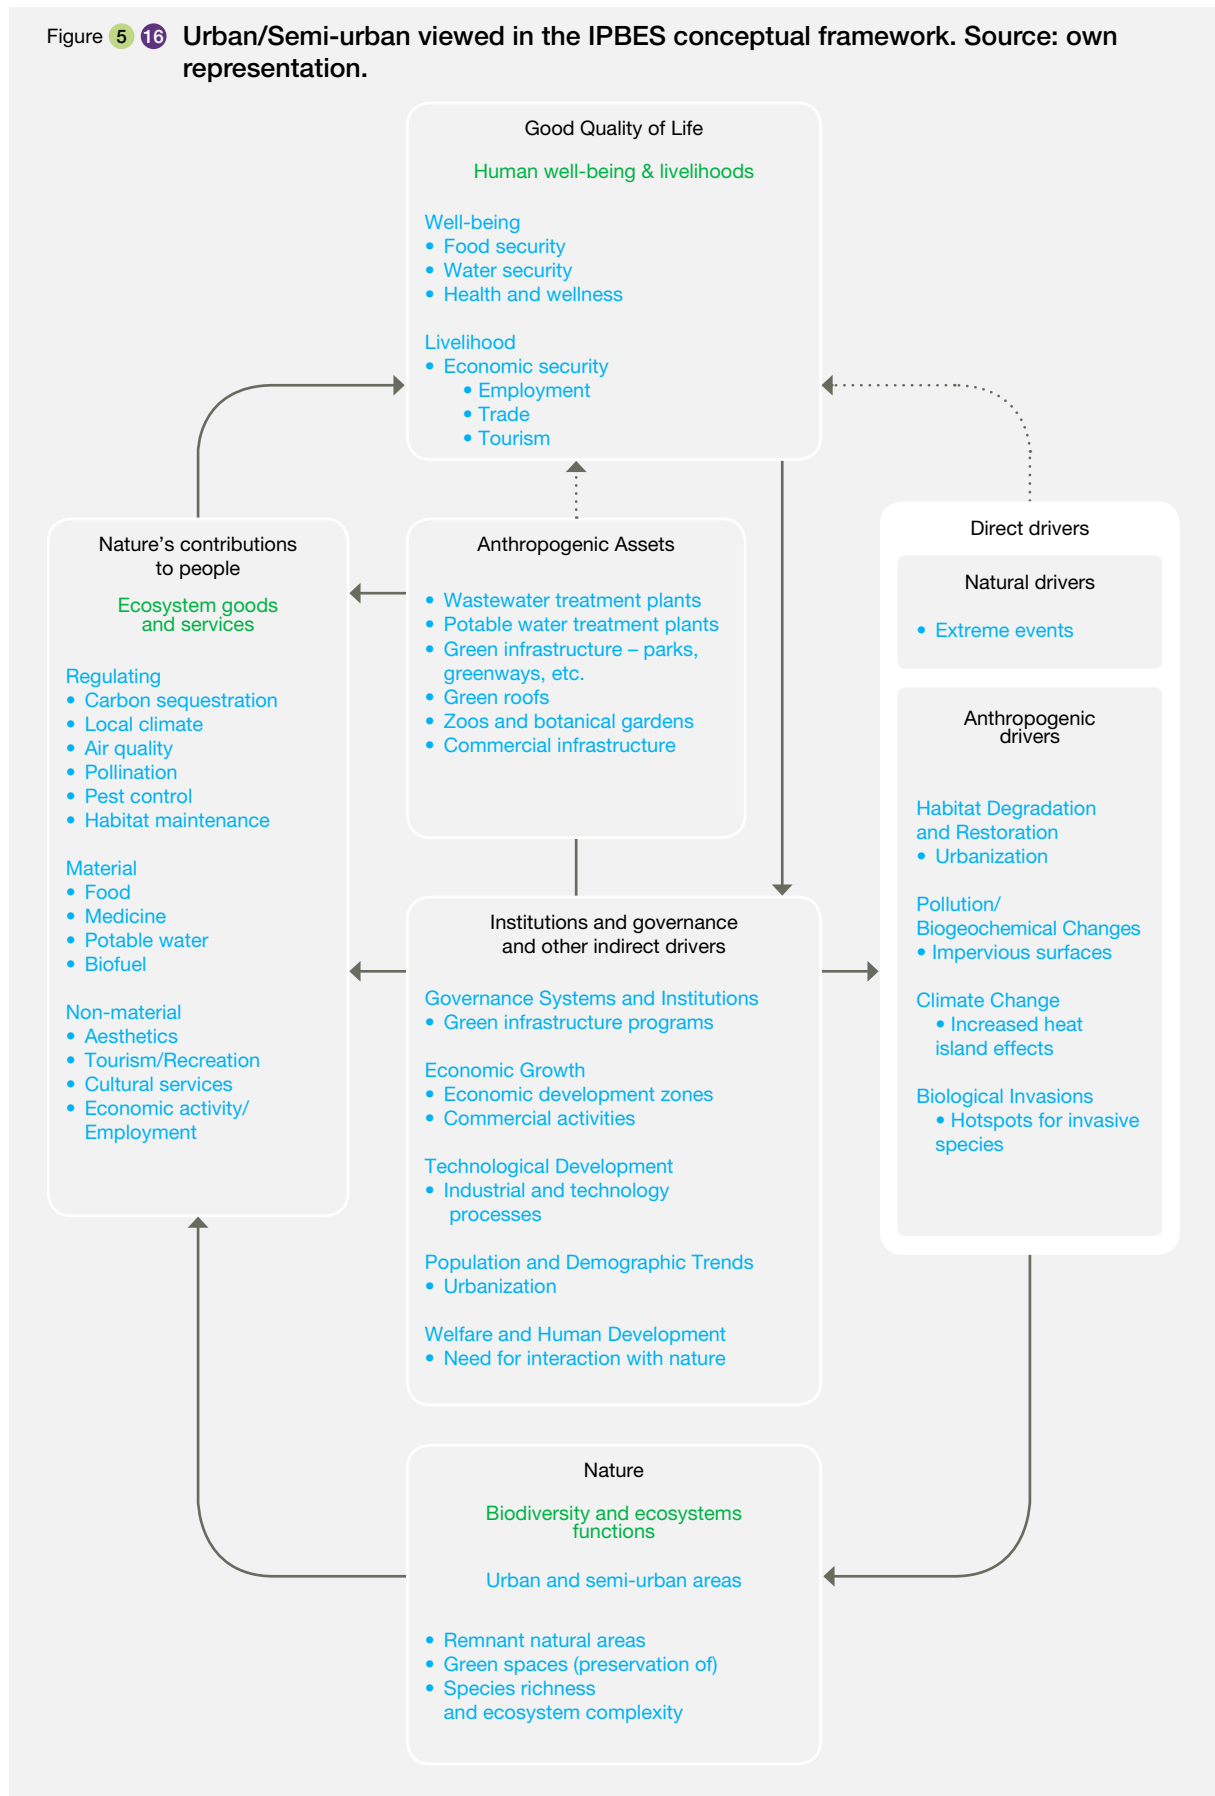 Figure 5 16 Urban/Semi-urban viewed in the IPBES conceptual framework. Source: own
representation.
Good Quality of Life
Human well-being & livelihoods
Well-being
• Food security
• Water security
• Health and wellness
Livelihood
• Economic security
• Employment
• Trade
• Tourism
Nature's contributions
to people
Ecosystem goods
and services
Regulating
• Carbon sequestration
• Local climate
• Air quality
• Pollination
• Pest control
• Habitat maintenance
Material
• Food
• Medicine
• Potable water
• Biofuel
Non-material
• Aesthetics
• Tourism/Recreation
• Cultural services
• Economic activity/
Employment
Anthropogenic Assets
• Wastewater treatment plants
• Potable water treatment plants
• Green infrastructure – parks,
greenways, etc.
• Green roofs
• Zoos and botanical gardens
• Commercial infrastructure
Institutions and governance
and other indirect drivers
Governance Systems and Institutions
• Green infrastructure programs
Economic Growth
• Economic development zones
• Commercial activities
Technological Development
• Industrial and technology
processes
Population and Demographic Trends
• Urbanization
Welfare and Human Development
• Need for interaction with nature
Direct drivers
Natural drivers
• Extreme events
Anthropogenic
drivers
Habitat Degradation
and Restoration
• Urbanization
Pollution/
Biogeochemical Changes
• Impervious surfaces
Climate Change
• Increased heat
island effects
Biological Invasions
• Hotspots for invasive
species
Nature
Biodiversity and ecosystems
functions
Urban and semi-urban areas
• Remnant natural areas
• Green spaces (preservation of)
• Species richness
and ecosystem complexity